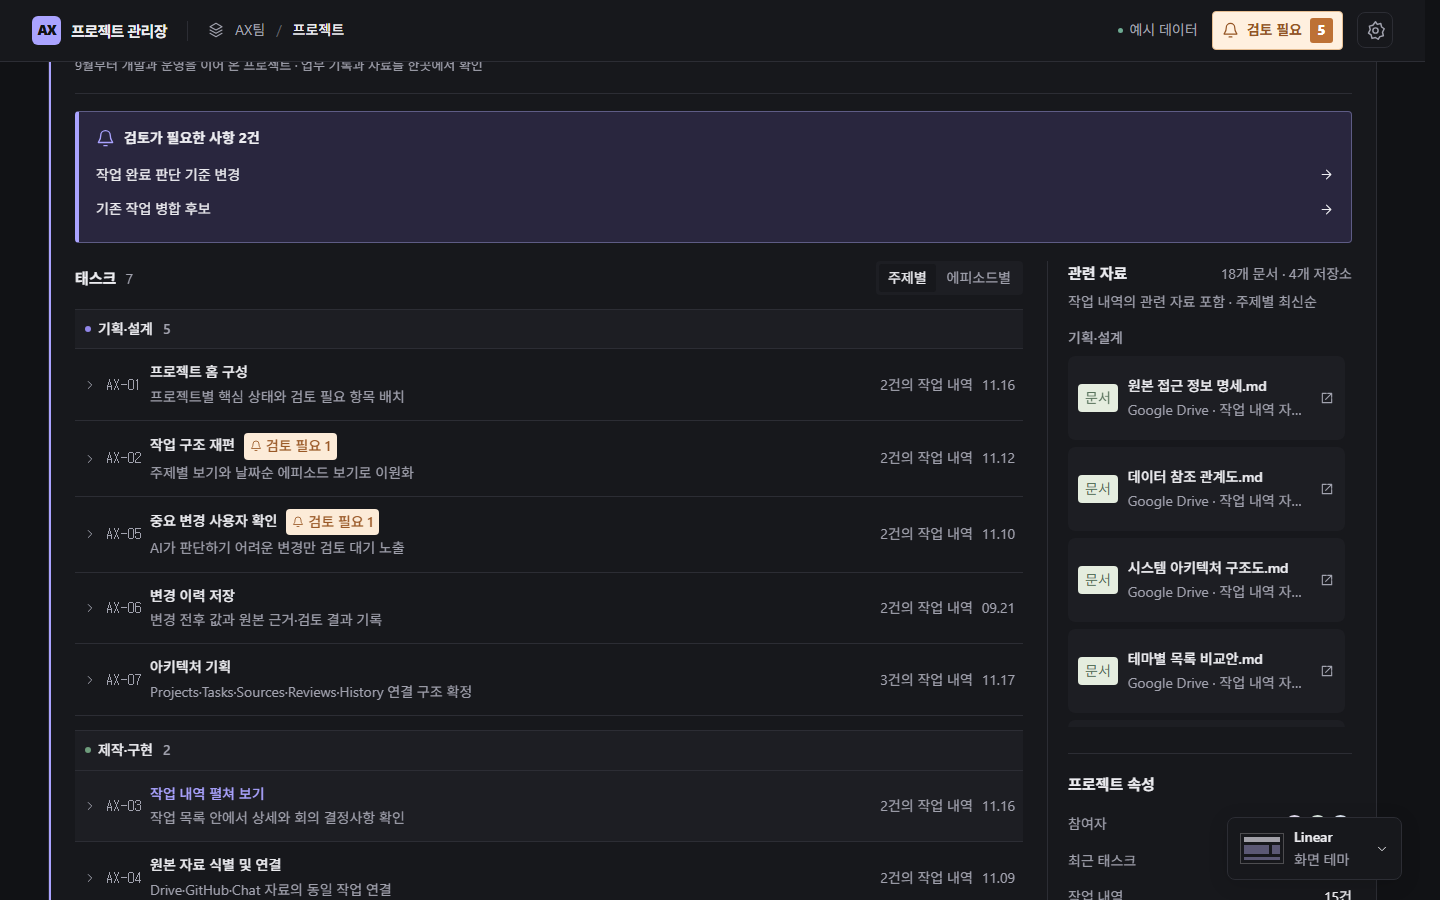 AX 프로젝트 관리장 AX팀 / 프로젝트 예시 데이터 검토 필요 5
9월부터 개발과 운영을 이어 온 프로젝트 · 업무 기록과 자료를 한곳에서 확인
검토가 필요한 사항 2건
작업 완료 판단 기준 변경
기존 작업 병합 후보
태스크 7 주제별 에피소드별
기획·설계 5
AX-01 프로젝트 홈 구성
프로젝트별 핵심 상태와 검토 필요 항목 배치
2건의 작업 내역 11.16
AX-02 작업 구조 재편 검토 필요 1
주제별 보기와 날짜순 에피소드 보기로 이원화
2건의 작업 내역 11.12
AX-05 중요 변경 사용자 확인 검토 필요 1
AI가 판단하기 어려운 변경만 검토 대기 노출
2건의 작업 내역 11.10
AX-06 변경 이력 저장
변경 전후 값과 원본 근거·검토 결과 기록
2건의 작업 내역 09.21
AX-07 아키텍처 기획
Projects·Tasks·Sources·Reviews·History 연결 구조 확정
3건의 작업 내역 11.17
제작·구현 2
AX-03 작업 내역 펼쳐 보기
작업 목록 안에서 상세와 회의 결정사항 확인
2건의 작업 내역 11.16
AX-04 원본 자료 식별 및 연결
Drive·GitHub·Chat 자료의 동일 작업 연결
2건의 작업 내역 11.09
관련 자료 18개 문서 · 4개 저장소
작업 내역의 관련 자료 포함 · 주제별 최신순
기획·설계
문서 원본 접근 정보 명세.md
Google Drive · 작업 내역 자...
문서 데이터 참조 관계도.md
Google Drive · 작업 내역 자...
문서 시스템 아키텍처 구조도.md
Google Drive · 작업 내역 자...
문서 테마별 목록 비교안.md
Google Drive · 작업 내역 자...
프로젝트 속성
참여자
최근 태스크
작업 내역 15건
Linear
화면 테마